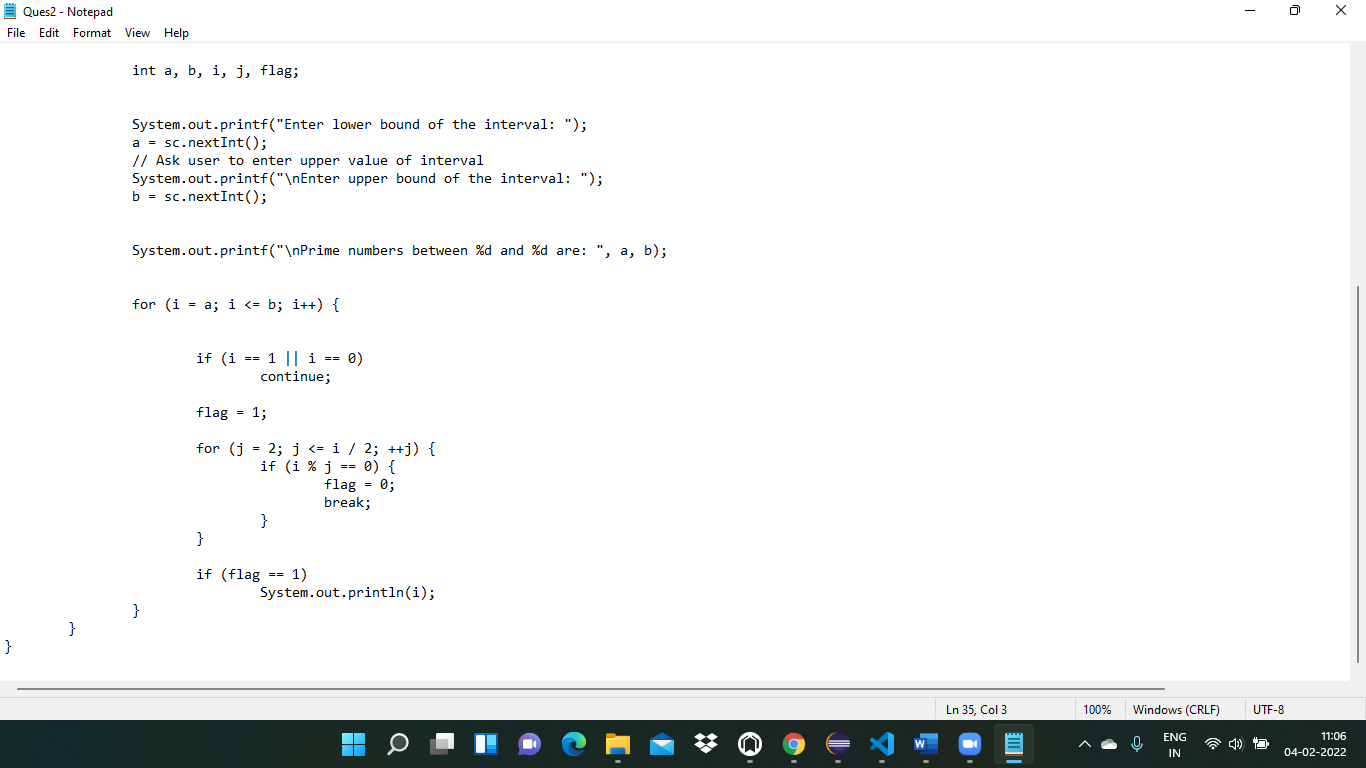 Ques2 - Notepad
File Edit Format View Help
int a, b, i, j, flag;
System.out.printf("Enter lower bound of the interval: ");
a = sc.nextInt();
// Ask user to enter upper value of interval
System.out.printf("\nEnter upper bound of the interval: ");
b = sc.nextInt();
System.out.printf("\nPrime numbers between %d and %d are: ", a, b);
for (i = a; i <= b; i++) {
if (i == 1 || i == 0)
continue;
flag = 1;
for (j = 2; j <= i / 2; ++j) {
if (i % j == 0) {
flag = 0;
break;
}
}
if (flag == 1)
System.out.println(i);
}
}
}
Ln 35, Col 3 100% Windows (CRLF) UTF-8
ENG
IN
11:06
04-02-2022